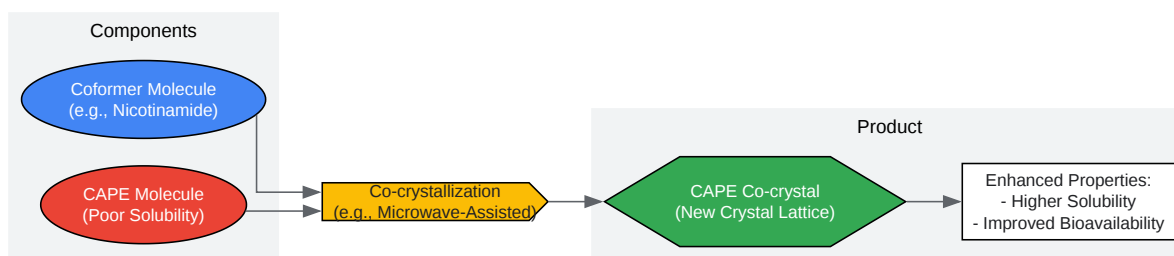 Components
Coformer Molecule
(e.g., Nicotinamide)
CAPE Molecule
(Poor Solubility)
Co-crystallization
(e.g., Microwave-Assisted)
Product
CAPE Co-crystal
(New Crystal Lattice)
Enhanced Properties:
- Higher Solubility
- Improved Bioavailability